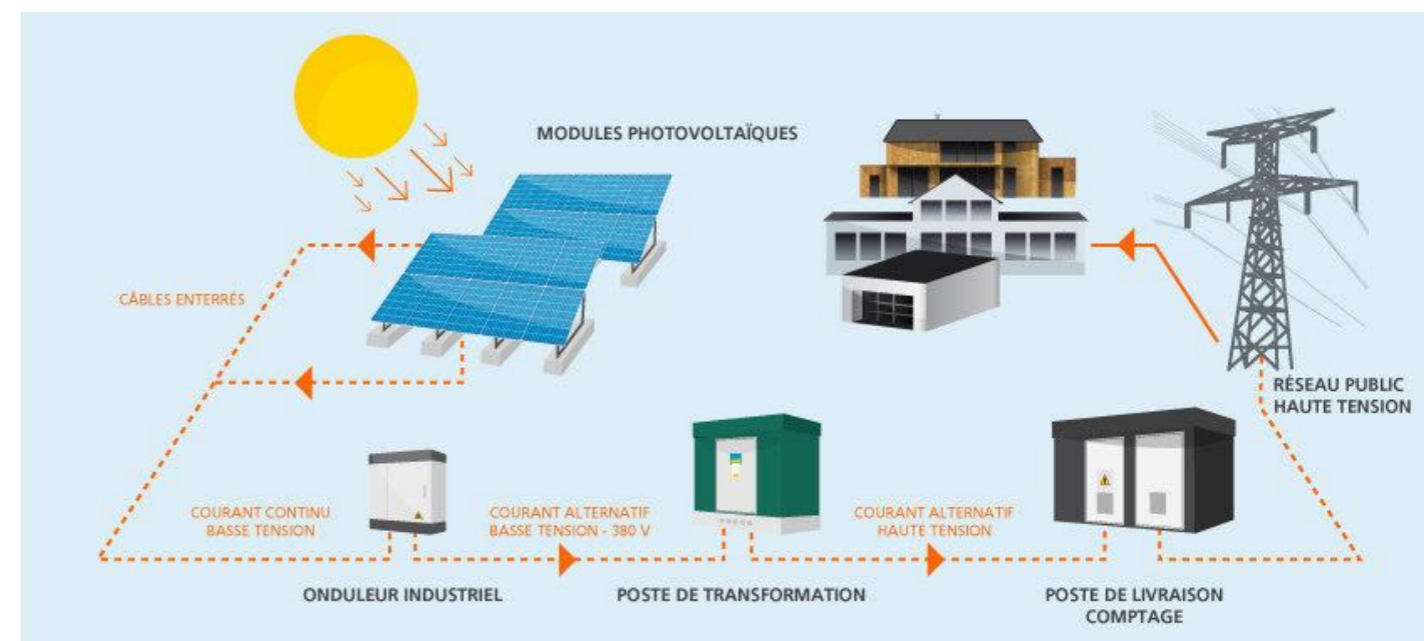 MODULES PHOTOVOLTAÏQUES
CÂBLES ENTERRÉS
RÉSEAU PUBLIC
HAUTE TENSION
COURANT CONTINU
BASSE TENSION
COURANT ALTERNATIF
BASSE TENSION - 380 V
COURANT ALTERNATIF
HAUTE TENSION
ONDULEUR INDUSTRIEL
POSTE DE TRANSFORMATION
POSTE DE LIVRAISON
COMPTAGE